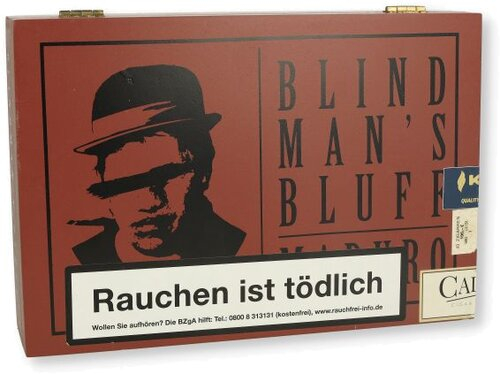 BLIND
MAN'S
BLUFF
MADURO
K
QUALIT
CAL
Rauchen ist tödlich
Wollen Sie aufhören? Die BZgA hilft: Tel.: 0800 8 313131 (kostenfrei), www.rauchfrei-info.de